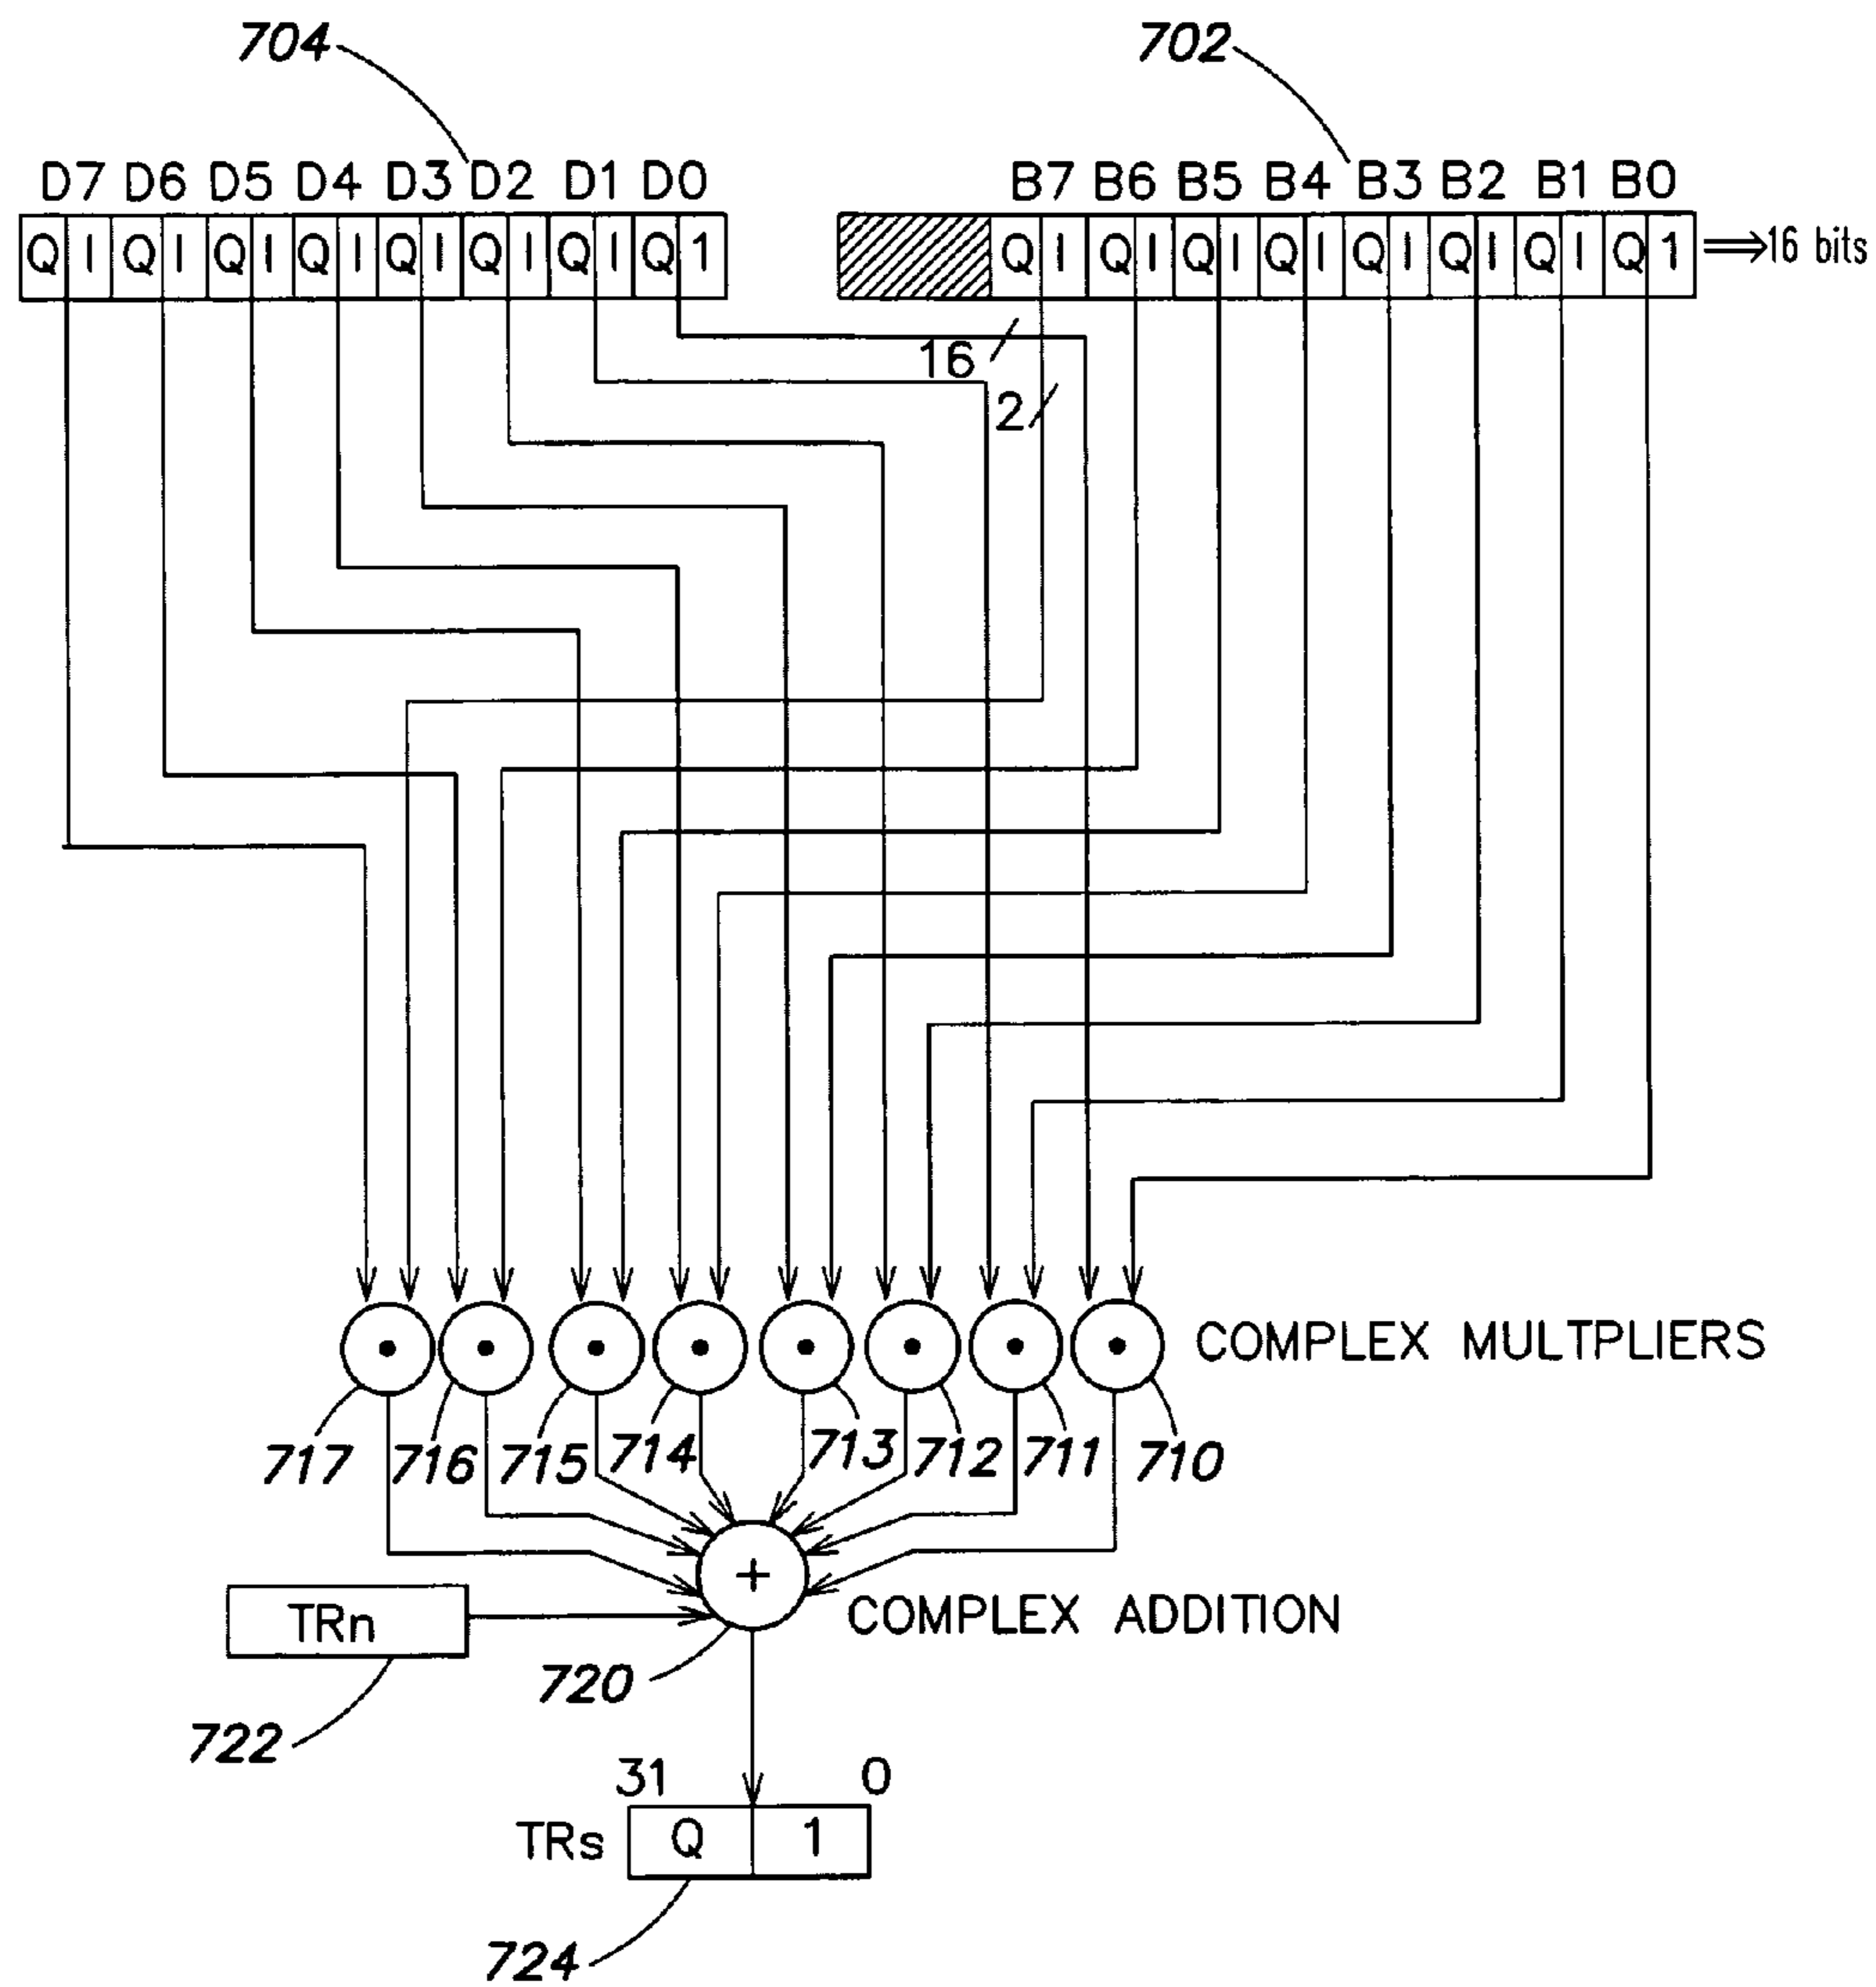 704 702
D7 D6 D5 D4 D3 D2 D1 D0 B7 B6 B5 B4 B3 B2 B1 B0
Q I Q I Q I Q I Q I Q I Q I Q 1 Q I Q I Q I Q I Q I Q I Q I Q 1 ⇒16 bits
16
2
COMPLEX MULTPLIERS
717 716 715 714 713 712 711 710
+
TRn COMPLEX ADDITION
720
722
31 0
TRs Q 1
724